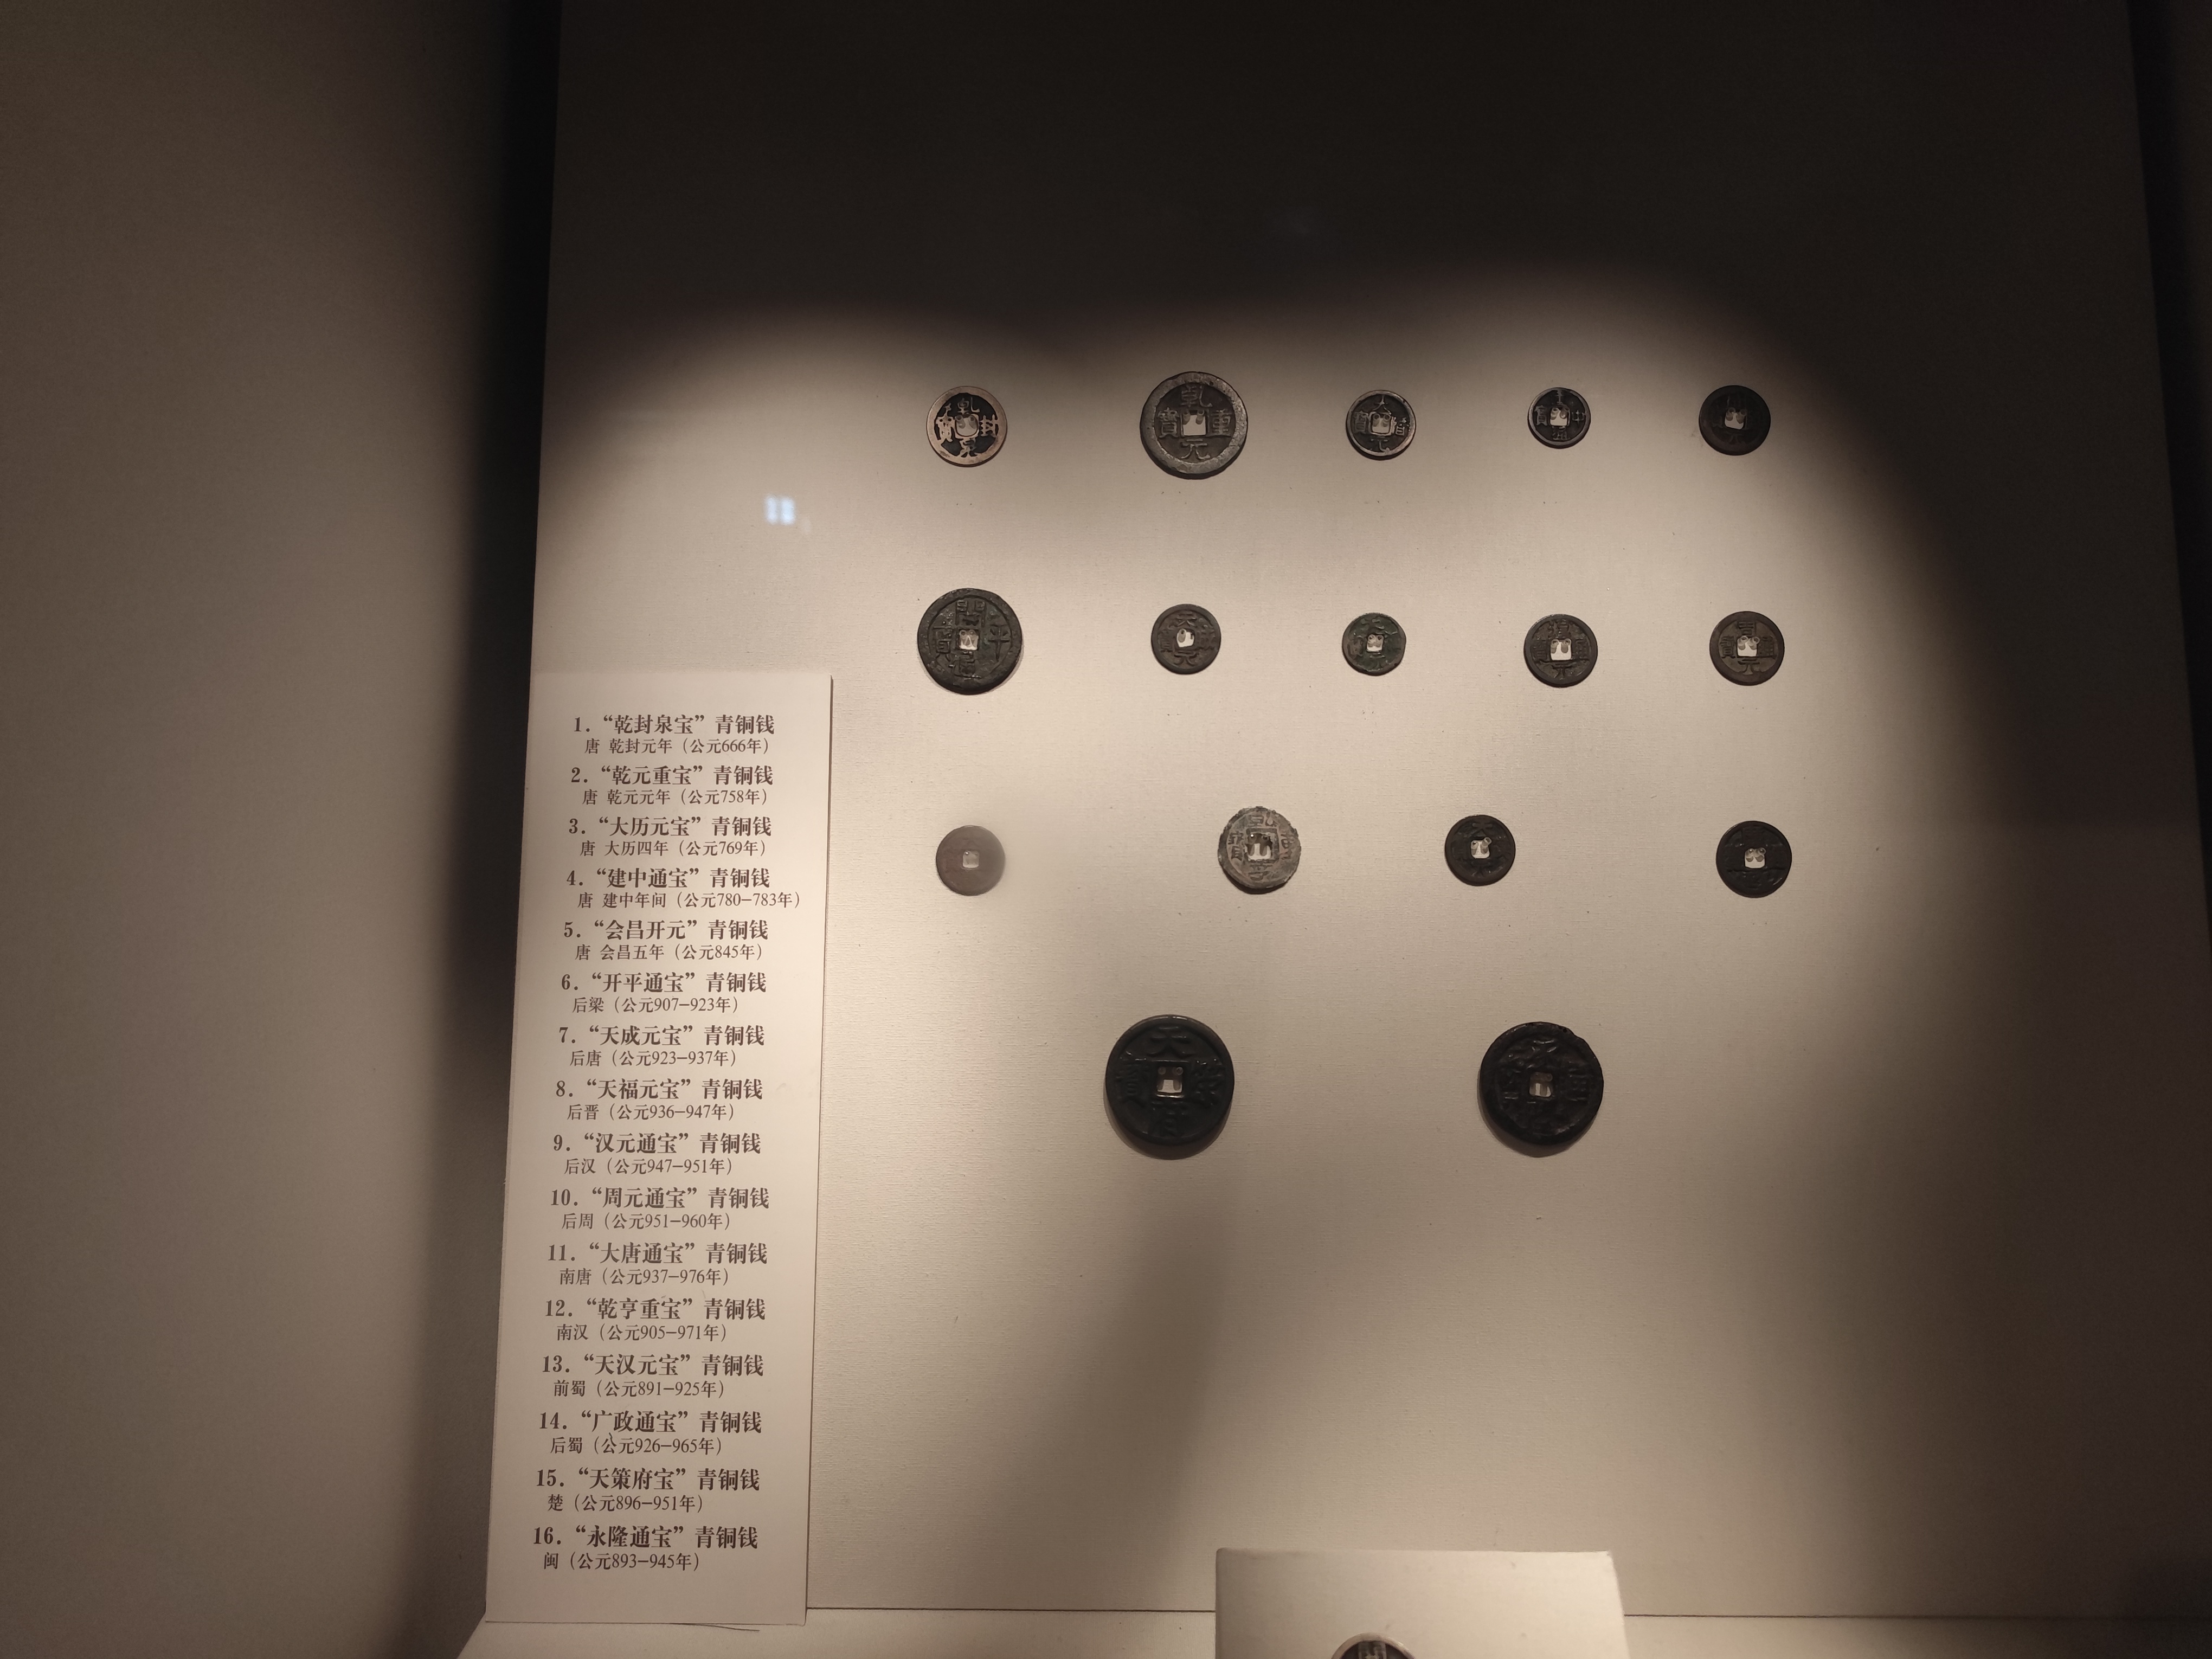 1. “乾封泉宝” 青铜钱
唐 乾封元年（公元666年）
2. “乾元重宝” 青铜钱
唐 乾元元年（公元758年）
3. “大历元宝” 青铜钱
唐 大历四年（公元769年）
4. “建中通宝” 青铜钱
唐 建中年间（公元780-783年）
5. “会昌开元” 青铜钱
唐 会昌五年（公元845年）
6. “开平通宝” 青铜钱
后梁（公元907-923年）
7. “天成元宝” 青铜钱
后唐（公元923-937年）
8. “天福元宝” 青铜钱
后晋（公元936-947年）
9. “汉元通宝” 青铜钱
后汉（公元947-951年）
10. “周元通宝” 青铜钱
后周（公元951-960年）
11. “大唐通宝” 青铜钱
南唐（公元937-976年）
12. “乾亨重宝” 青铜钱
南汉（公元905-971年）
13. “天汉元宝” 青铜钱
前蜀（公元891-925年）
14. “广政通宝” 青铜钱
后蜀（公元926-965年）
15. “天策府宝” 青铜钱
楚（公元896-951年）
16. “永隆通宝” 青铜钱
闽（公元893-945年）
乾封泉寶
乾元重寶